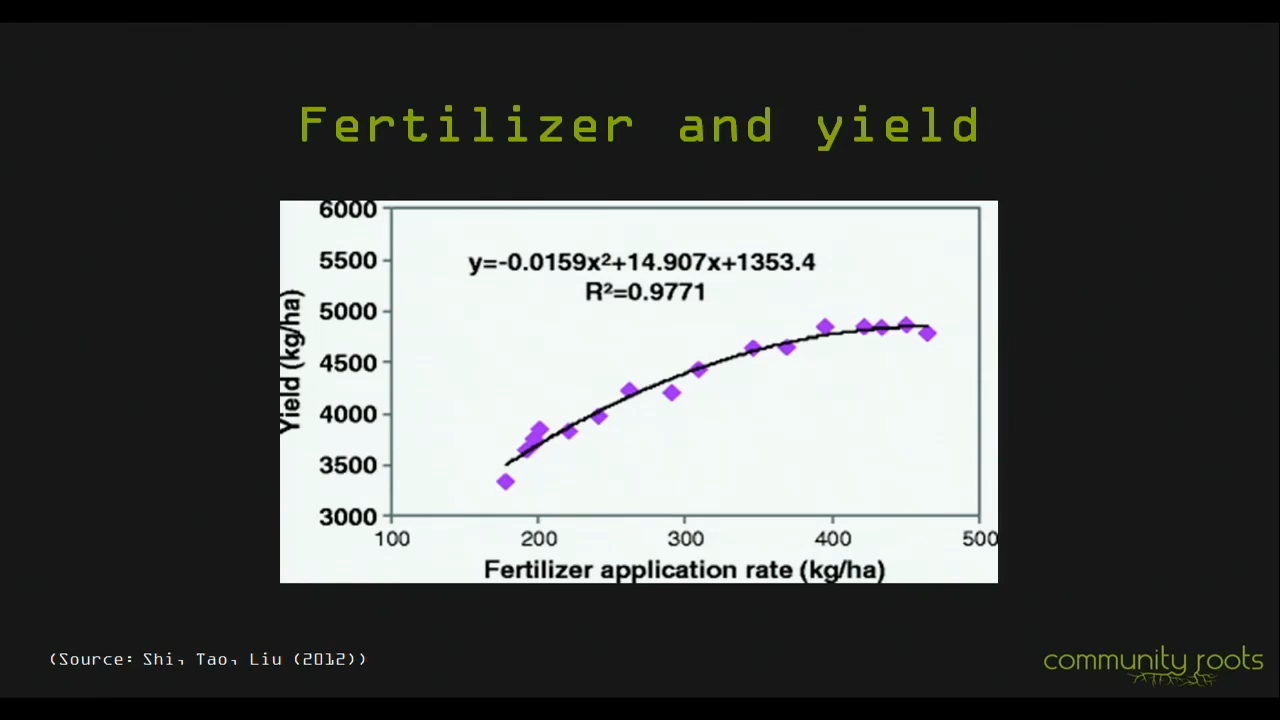 Fertilizer and yield
6000
y=-0.0159x²+14.907x+1353.4
5500
R²=0.9771
5000
4500
4000
3500
3000
Yield (kg/ha)
100 200 300 400 500
Fertilizer application rate (kg/ha)
(Source: Shi, Tao, Liu (2012))
community roots